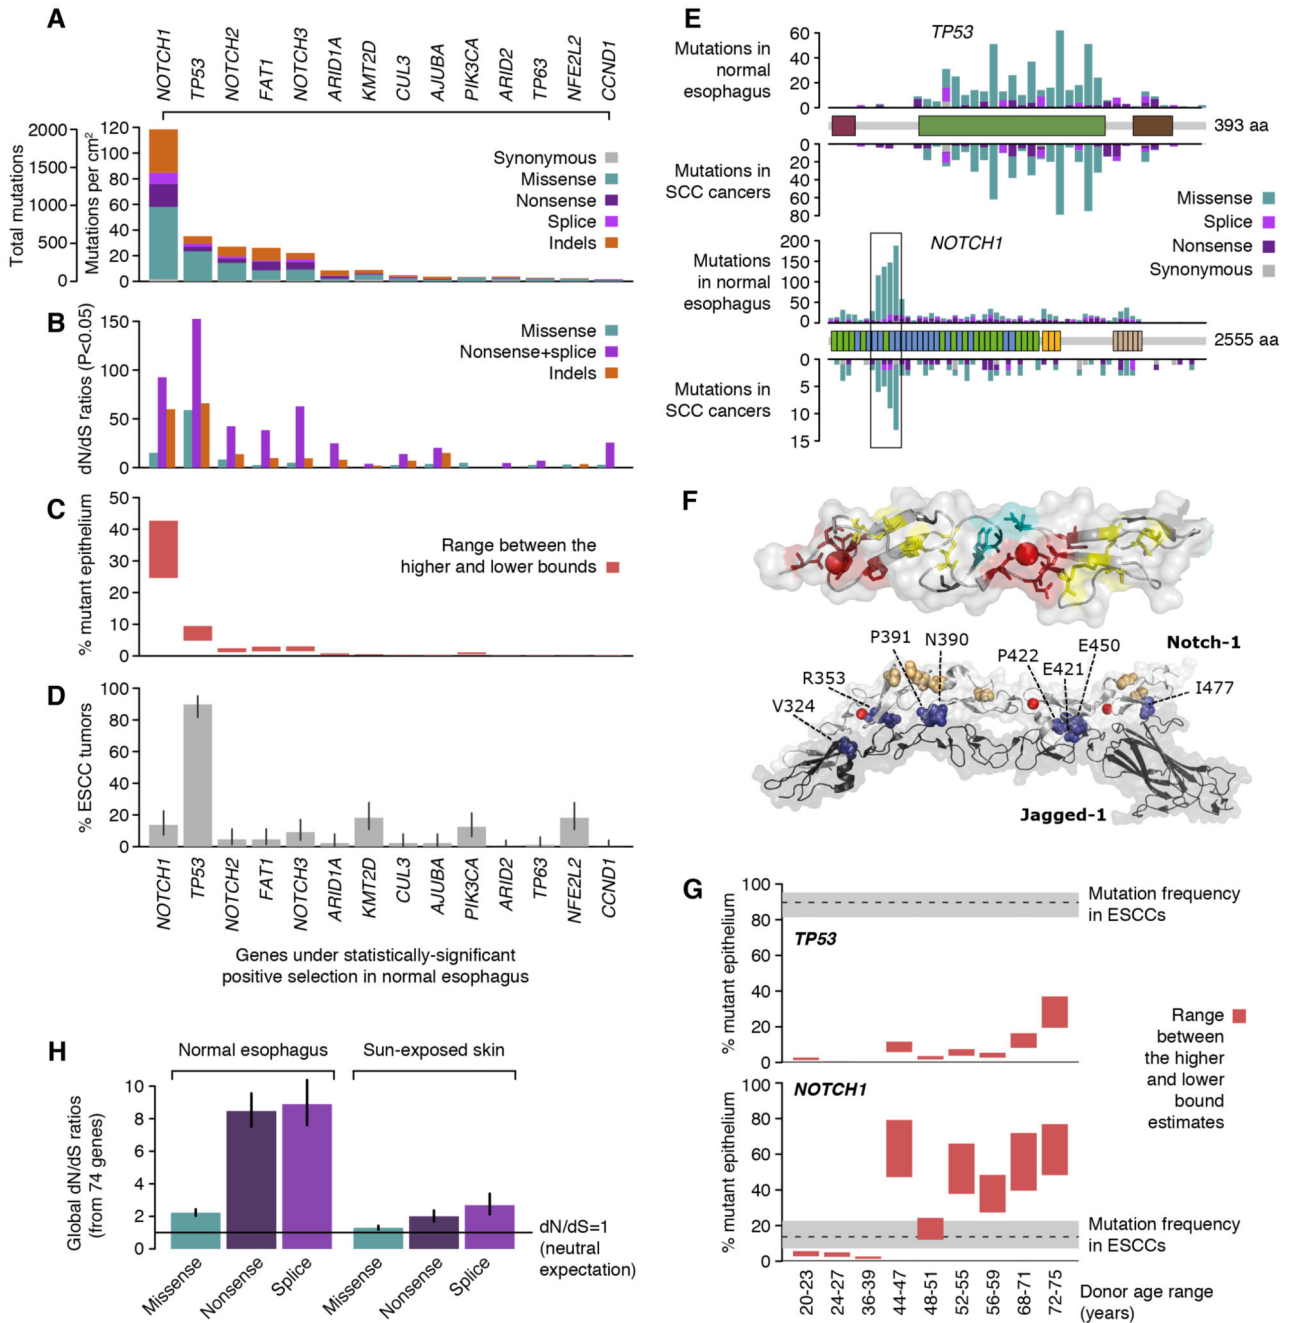 A
NOTCH1
TP53
NOTCH2
FAT1
NOTCH3
ARID1A
KMT2D
CUL3
AJUBA
PIK3CA
ARID2
TP63
NFE2L2
CCND1
Total mutations
2000
1500
1000
500
0
Mutations per cm²
120
100
80
60
40
20
0
Synonymous
Missense
Nonsense
Splice
Indels
B
dN/dS ratios (P<0.05)
150
100
50
0
Missense
Nonsense+splice
Indels
C
% mutant epithelium
50
40
30
20
10
0
Range between the
higher and lower bounds
D
% ESCC tumors
100
80
60
40
20
0
NOTCH1
TP53
NOTCH2
FAT1
NOTCH3
ARID1A
KMT2D
CUL3
AJUBA
PIK3CA
ARID2
TP63
NFE2L2
CCND1
Genes under statistically-significant
positive selection in normal esophagus
E
TP53
Mutations in
normal
esophagus
60
40
20
0
393 aa
Mutations in
SCC cancers
0
20
40
60
80
Missense
Splice
Nonsense
Synonymous
NOTCH1
Mutations
in normal
esophagus
200
150
100
50
0
2555 aa
Mutations in
SCC cancers
0
5
10
15
F
Notch-1
V324
R353
P391
N390
P422
E421
E450
I477
Jagged-1
G
% mutant epithelium
100
80
60
40
20
0
TP53
Mutation frequency
in ESCCs
Range
between
the higher
and lower
bound
estimates
% mutant epithelium
100
80
60
40
20
0
NOTCH1
Mutation frequency
in ESCCs
20-23
24-27
36-39
44-47
48-51
52-55
56-59
68-71
72-75
Donor age range
(years)
H
Normal esophagus
Sun-exposed skin
Global dN/dS ratios
(from 74 genes)
10
8
6
4
2
0
dN/dS=1
(neutral
expectation)
Missense
Nonsense
Splice
Missense
Nonsense
Splice